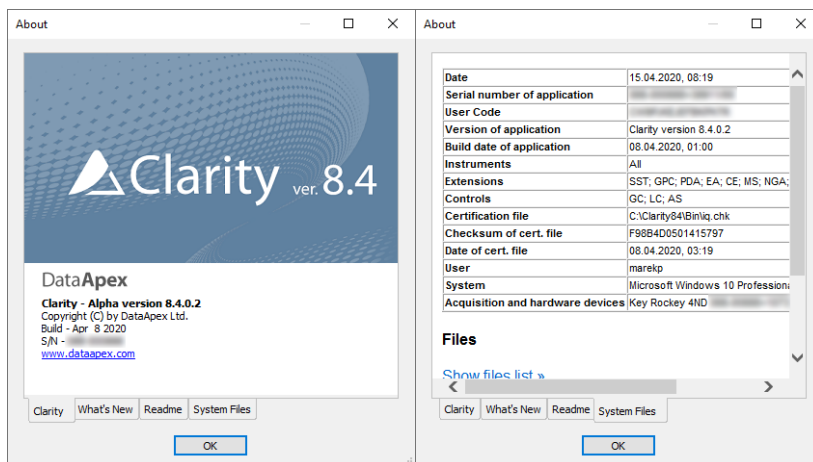 About
Clarity ver. 8.4
DataApex
Clarity - Alpha version 8.4.0.2
Copyright (C) by DataApex Ltd.
Build - Apr 8 2020
S/N -
www.dataapex.com
Clarity What's New Readme System Files
OK
About
Date 15.04.2020, 08:19
Serial number of application
User Code
Version of application Clarity version 8.4.0.2
Build date of application 08.04.2020, 01:00
Instruments All
Extensions SST; GPC; PDA; EA; CE; MS; NGA;
Controls GC; LC; AS
Certification file C:\Clarity84\Bin\iq.chk
Checksum of cert. file F98B4D0501415797
Date of cert. file 08.04.2020, 03:19
User marekp
System Microsoft Windows 10 Professiona
Acquisition and hardware devices Key Rockey 4ND
Files
Show files list »
Clarity What's New Readme System Files
OK